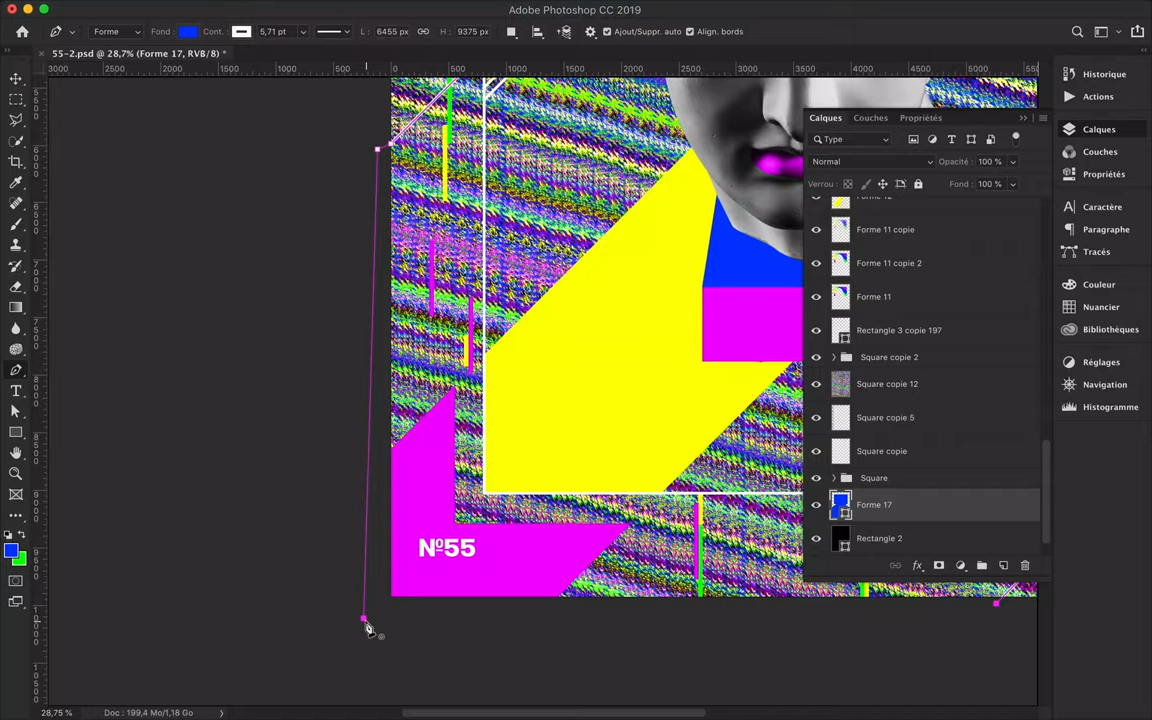 Adobe Photoshop CC 2019
Forme
Fond :
Cont. :
5,71 pt
L : 6455 px
H : 9375 px
Ajout/Suppr. auto
Align. bords
55-2.psd @ 28,7% (Forme 17, RVB/8) *
3000 2500 2000 1500 1000 500 0 500 1000 1500 2000 2500 3000 3500 4000 4500 5000
Historique
Actions
Calques
Couches
Propriétés
Caractère
Paragraphe
Tracés
Couleur
Nuancier
Bibliothèques
Réglages
Navigation
Histogramme
Calques Couches Propriétés
Type
Normal
Opacité : 100 %
Verrou :
Fond : 100 %
Forme 11 copie
Forme 11 copie 2
Forme 11
Rectangle 3 copie 197
Square copie 2
Square copie 12
Square copie 5
Square copie
Square
Forme 17
Rectangle 2
fx
Nº55
28,75 %
Doc : 199,4 Mo/1,18 Go